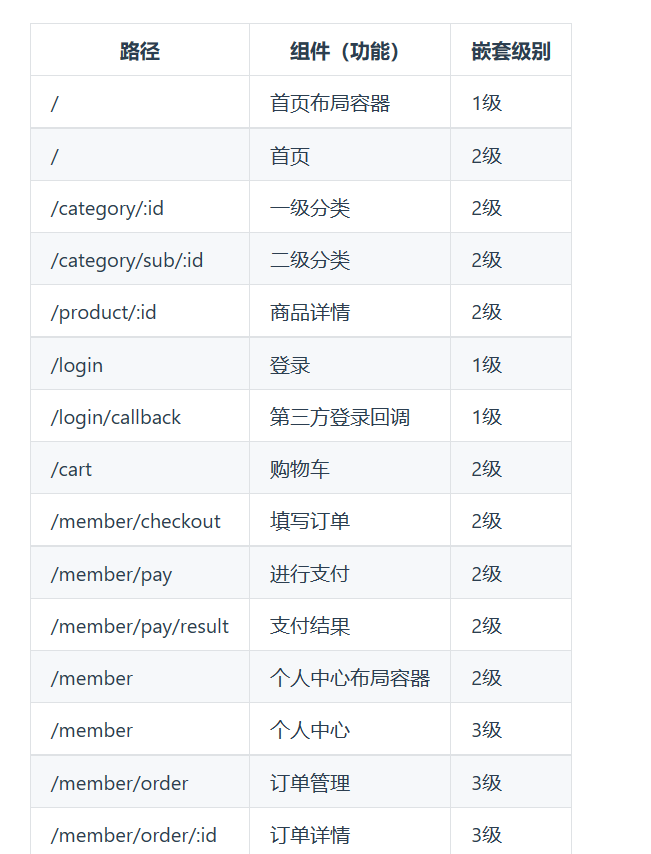 路径 组件（功能） 嵌套级别
/ 首页布局容器 1级
/ 首页 2级
/category/:id 一级分类 2级
/category/sub/:id 二级分类 2级
/product/:id 商品详情 2级
/login 登录 1级
/login/callback 第三方登录回调 1级
/cart 购物车 2级
/member/checkout 填写订单 2级
/member/pay 进行支付 2级
/member/pay/result 支付结果 2级
/member 个人中心布局容器 2级
/member 个人中心 3级
/member/order 订单管理 3级
/member/order/:id 订单详情 3级